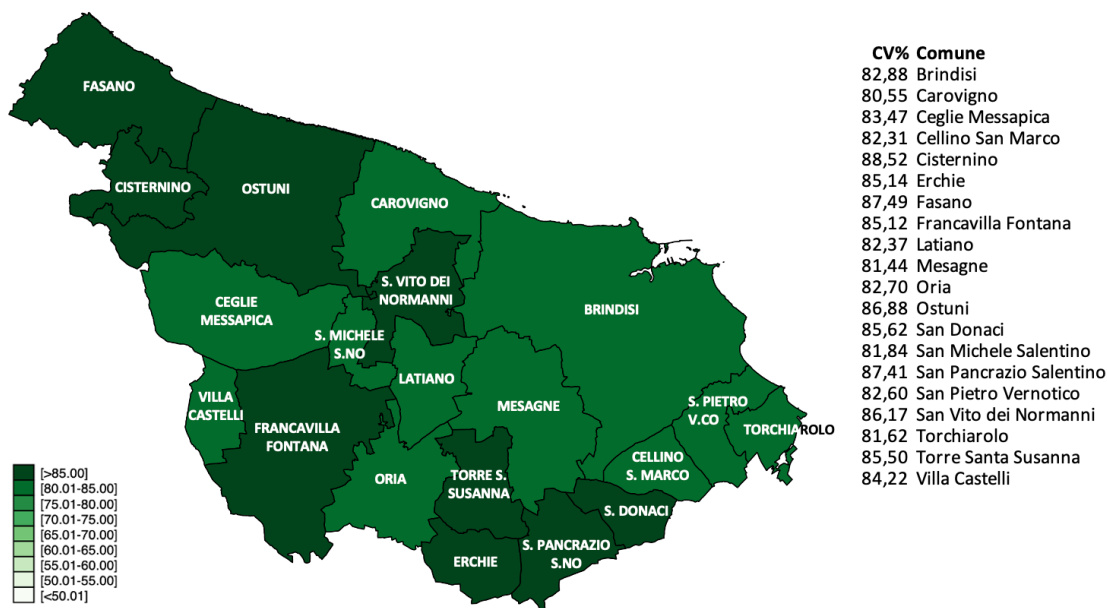 FASANO
CISTERNINO
OSTUNI
CAROVIGNO
S. VITO DEI
NORMANNI
CEGLIE
MESSAPICA
BRINDISI
S. MICHELE
S.NO
LATIANO
VILLA
CASTELLI
MESAGNE
S. PIETRO
V.CO
FRANCAVILLA
FONTANA
TORCHIAROLO
CELLINO
S. MARCO
ORIA
TORRE S.
SUSANNA
S. DONACI
S. PANCRAZIO
S.NO
ERCHIE
[>85.00]
[80.01-85.00]
[75.01-80.00]
[70.01-75.00]
[65.01-70.00]
[60.01-65.00]
[55.01-60.00]
[50.01-55.00]
[<50.01]
CV% Comune
82,88 Brindisi
80,55 Carovigno
83,47 Ceglie Messapica
82,31 Cellino San Marco
88,52 Cisternino
85,14 Erchie
87,49 Fasano
85,12 Francavilla Fontana
82,37 Latiano
81,44 Mesagne
82,70 Oria
86,88 Ostuni
85,62 San Donaci
81,84 San Michele Salentino
87,41 San Pancrazio Salentino
82,60 San Pietro Vernotico
86,17 San Vito dei Normanni
81,62 Torchiarolo
85,50 Torre Santa Susanna
84,22 Villa Castelli